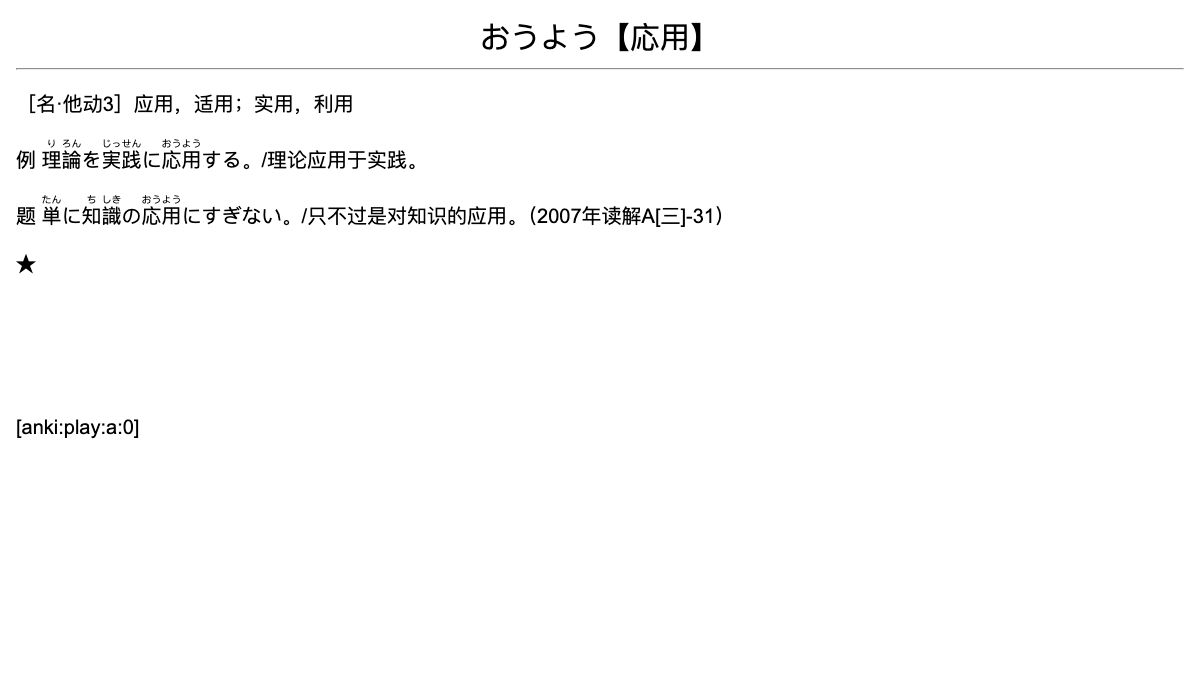 おうよう【応用】
［名·他动3］应用，适用；实用，利用
り ろん じっせん おうよう
例 理論を実践に応用する。/理论应用于实践。
たん ち しき おうよう
题 単に知識の応用にすぎない。/只不过是对知识的应用。（2007年读解A[三]-31）
★
[anki:play:a:0]